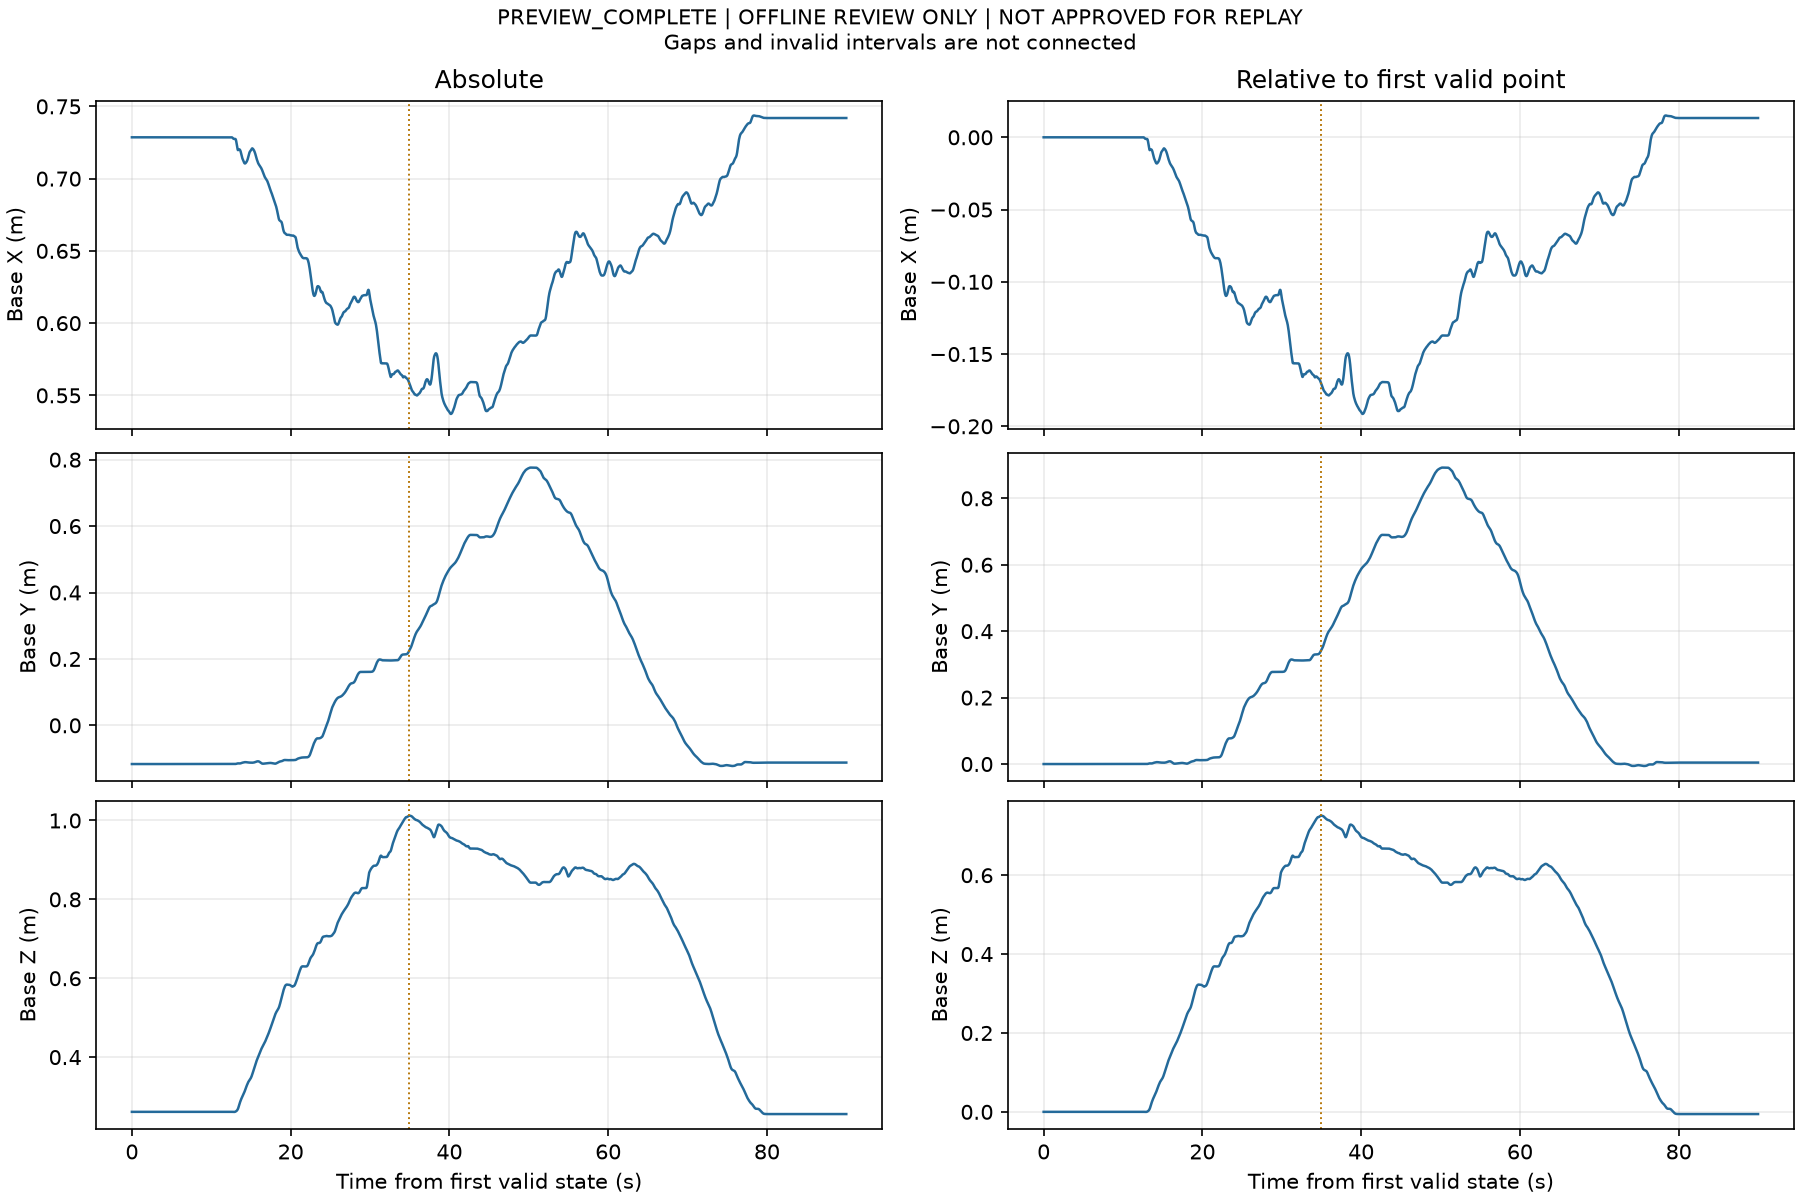 PREVIEW_COMPLETE | OFFLINE REVIEW ONLY | NOT APPROVED FOR REPLAY
Gaps and invalid intervals are not connected
Absolute
Base X (m)
0.75
0.70
0.65
0.60
0.55
Relative to first valid point
Base X (m)
0.00
−0.05
−0.10
−0.15
−0.20
Base Y (m)
0.8
0.6
0.4
0.2
0.0
Base Y (m)
0.8
0.6
0.4
0.2
0.0
Base Z (m)
1.0
0.8
0.6
0.4
0 20 40 60 80
Time from first valid state (s)
Base Z (m)
0.6
0.4
0.2
0.0
0 20 40 60 80
Time from first valid state (s)